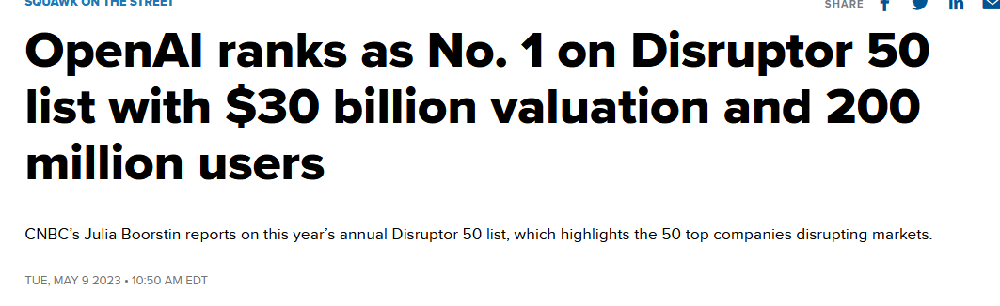 SQUAWK ON THE STREET
SHARE
OpenAI ranks as No. 1 on Disruptor 50
list with $30 billion valuation and 200
million users
CNBC’s Julia Boorstin reports on this year’s annual Disruptor 50 list, which highlights the 50 top companies disrupting markets.
TUE, MAY 9 2023 • 10:50 AM EDT